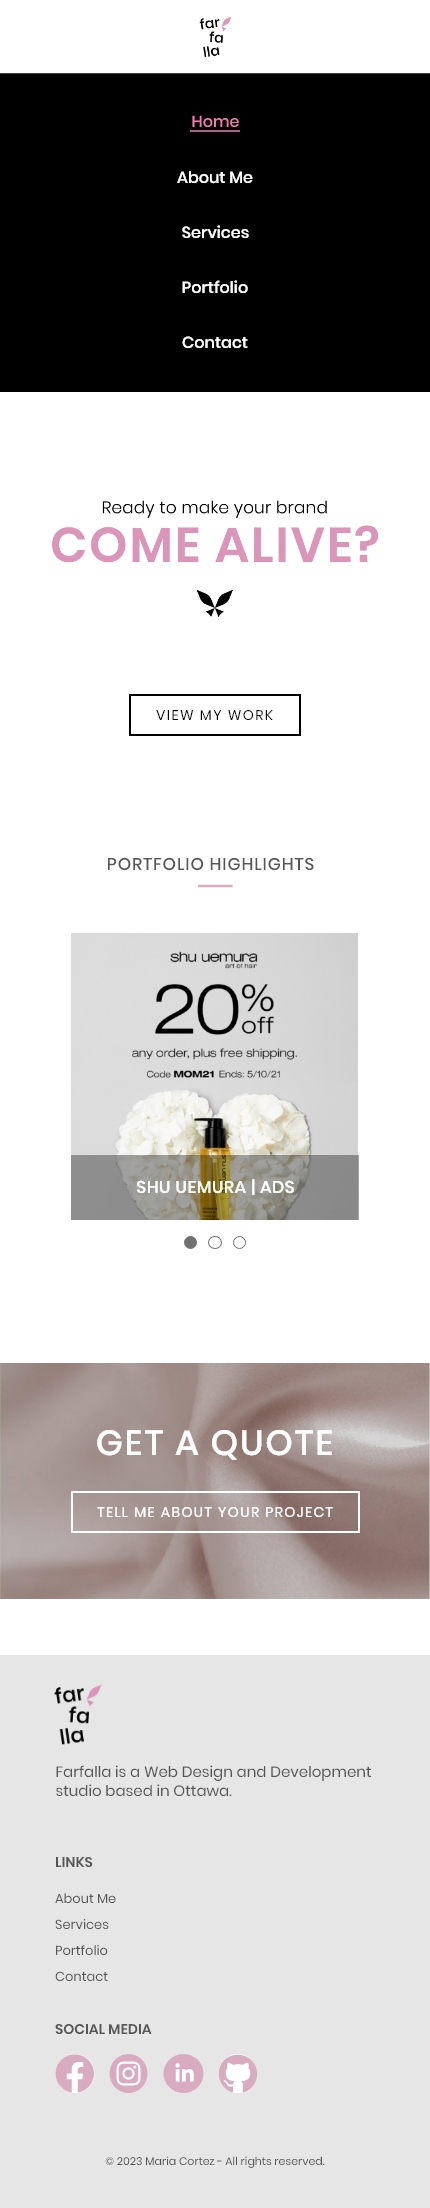 far
fa
lla
Home
About Me
Services
Portfolio
Contact
Ready to make your brand
COME ALIVE?
VIEW MY WORK
PORTFOLIO HIGHLIGHTS
shu uemura
art of hair
20% off
any order, plus free shipping.
Code MOM21 Ends: 5/10/21
SHU UEMURA | ADS
GET A QUOTE
TELL ME ABOUT YOUR PROJECT
far
fa
lla
Farfalla is a Web Design and Development
studio based in Ottawa.
LINKS
About Me
Services
Portfolio
Contact
SOCIAL MEDIA
in
© 2023 Maria Cortez - All rights reserved.